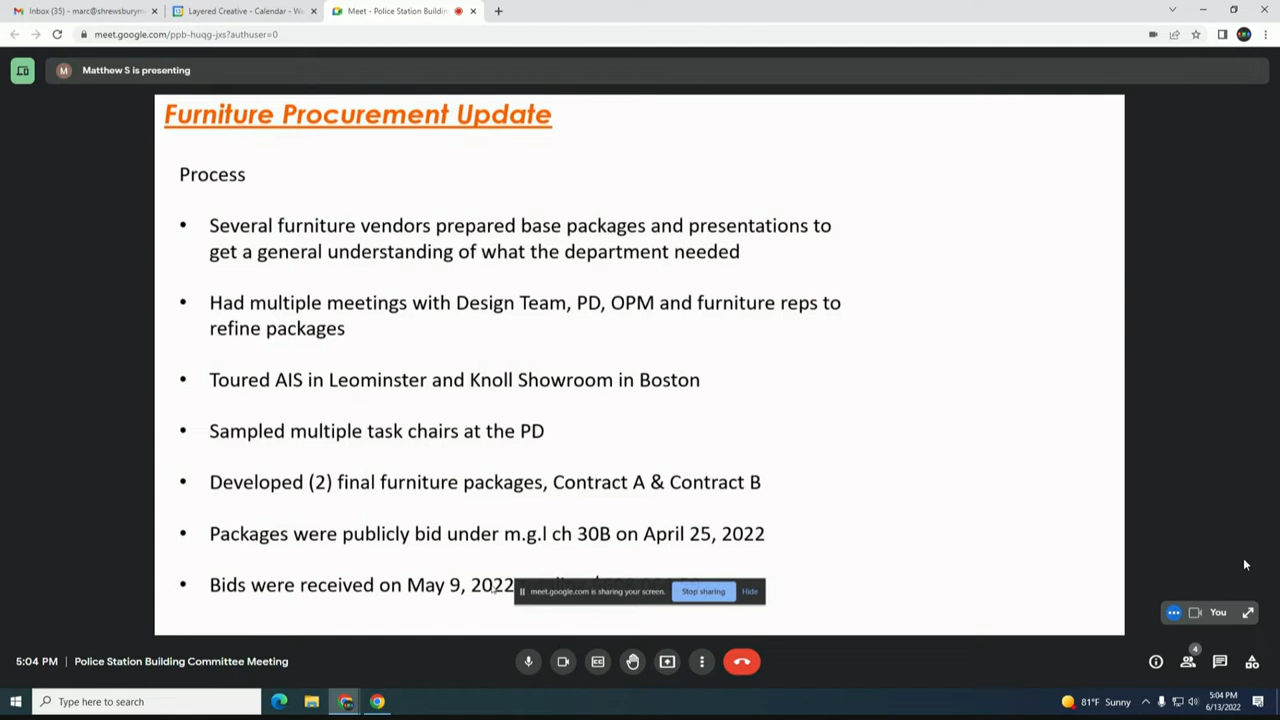 Inbox (35) - marc@shrewsburym
Layered Creative - Calendar - We
Meet - Police Station Buildin
meet.google.com/ppb-huqg-jxs?authuser=0
M
Matthew S is presenting
Furniture Procurement Update
Process
• Several furniture vendors prepared base packages and presentations to
get a general understanding of what the department needed
• Had multiple meetings with Design Team, PD, OPM and furniture reps to
refine packages
• Toured AIS in Leominster and Knoll Showroom in Boston
• Sampled multiple task chairs at the PD
• Developed (2) final furniture packages, Contract A & Contract B
• Packages were publicly bid under m.g.l ch 30B on April 25, 2022
• Bids were received on May 9, 2022
meet.google.com is sharing your screen. Stop sharing Hide
You
5:04 PM | Police Station Building Committee Meeting
4
Type here to search
81°F Sunny
5:04 PM
6/13/2022